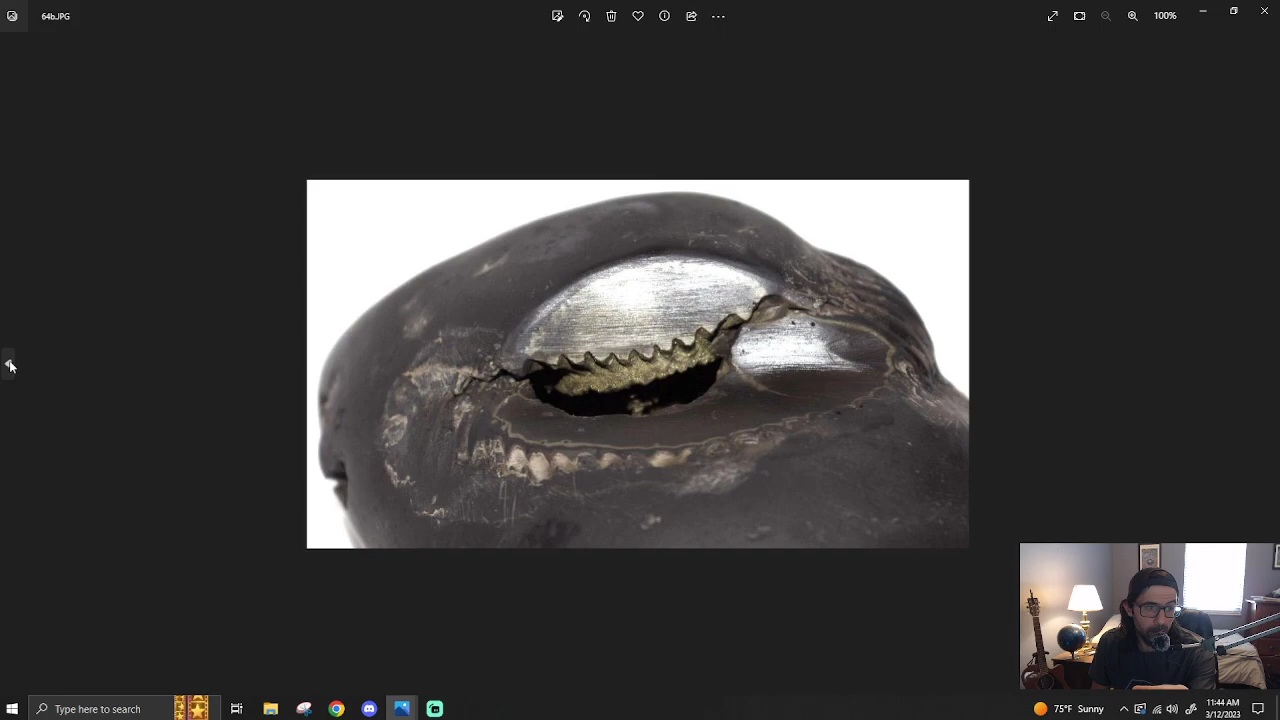 64b.JPG
100%
Type here to search
75°F Sunny
11:44 AM
3/12/2023